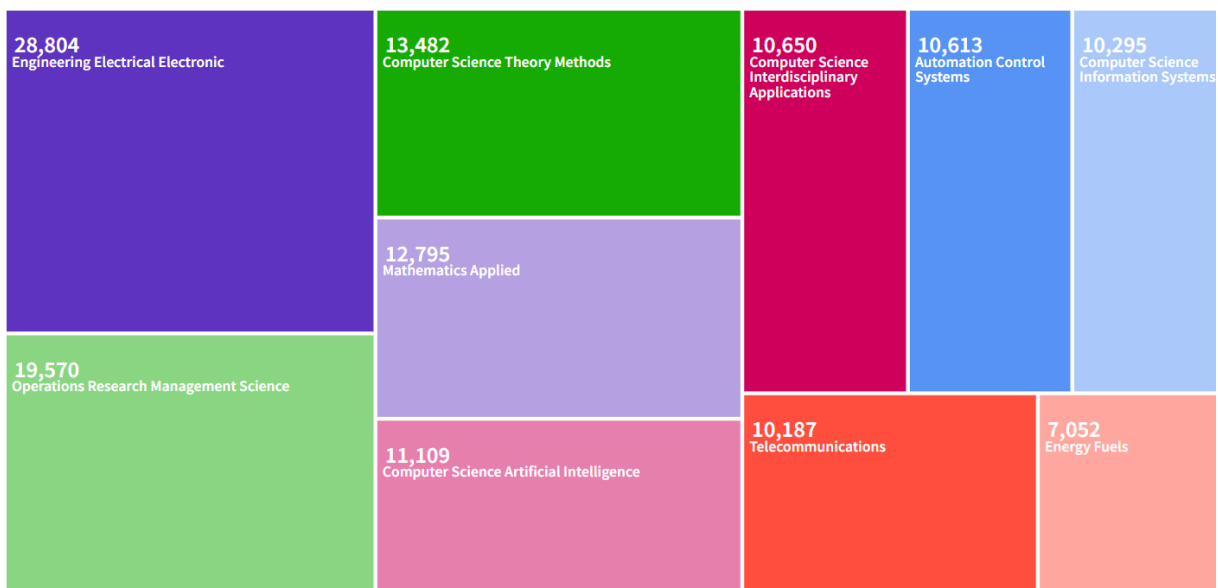 28,804
Engineering Electrical Electronic
19,570
Operations Research Management Science
13,482
Computer Science Theory Methods
12,795
Mathematics Applied
11,109
Computer Science Artificial Intelligence
10,650
Computer Science
Interdisciplinary
Applications
10,613
Automation Control
Systems
10,295
Computer Science
Information Systems
10,187
Telecommunications
7,052
Energy Fuels